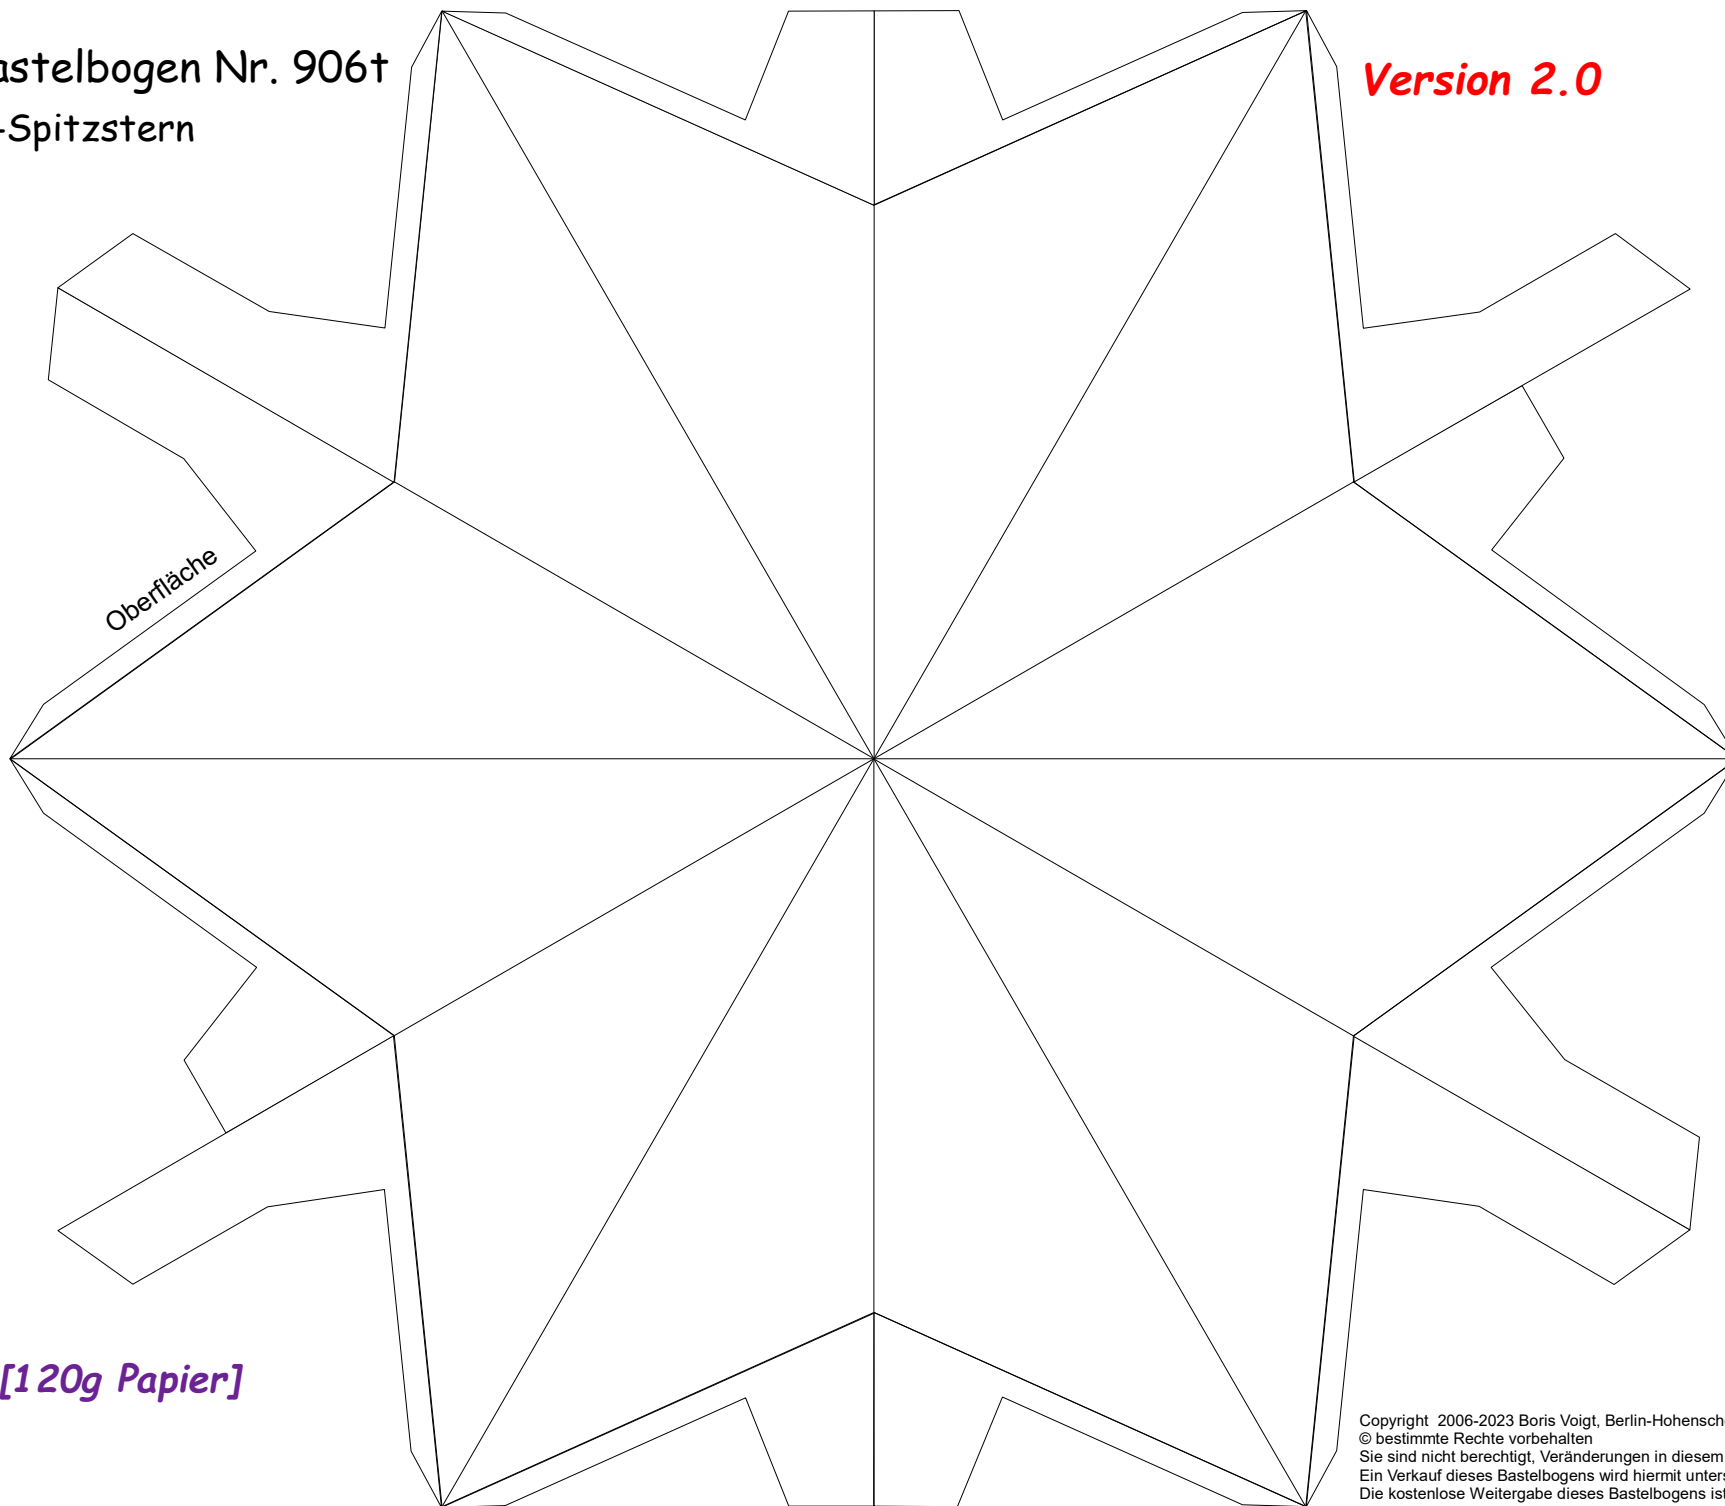 astelbogen Nr. 906t
-Spitzstern
Version 2.0
Oberfläche
[120g Papier]
Copyright 2006-2023 Boris Voigt, Berlin-Hohensch
© bestimmte Rechte vorbehalten
Sie sind nicht berechtigt, Veränderungen in diesem
Ein Verkauf dieses Bastelbogens wird hiermit unters
Die kostenlose Weitergabe dieses Bastelbogens ist